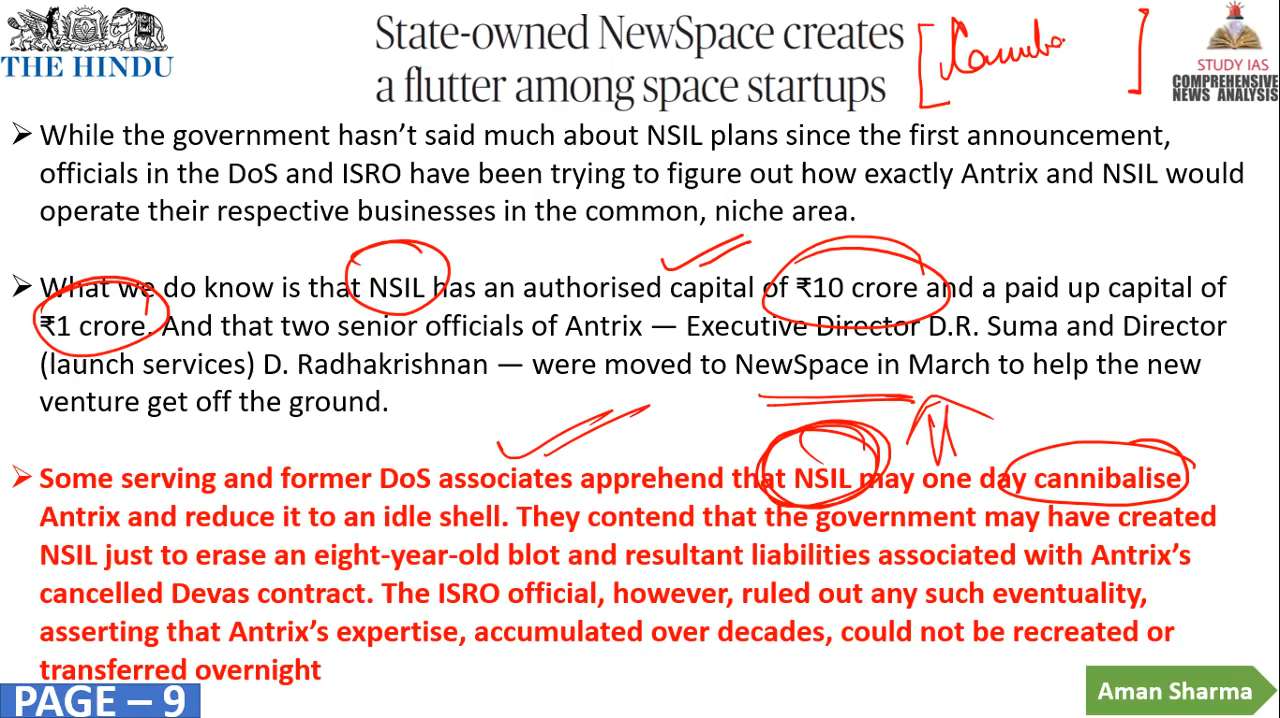 THE HINDU
State-owned NewSpace creates
a flutter among space startups
STUDY IAS
COMPREHENSIVE
NEWS ANALYSIS
➢ While the government hasn't said much about NSIL plans since the first announcement,
officials in the DoS and ISRO have been trying to figure out how exactly Antrix and NSIL would
operate their respective businesses in the common, niche area.
➢ What we do know is that NSIL has an authorised capital of ₹10 crore and a paid up capital of
₹1 crore. And that two senior officials of Antrix — Executive Director D.R. Suma and Director
(launch services) D. Radhakrishnan — were moved to NewSpace in March to help the new
venture get off the ground.
➢ Some serving and former DoS associates apprehend that NSIL may one day cannibalise
Antrix and reduce it to an idle shell. They contend that the government may have created
NSIL just to erase an eight-year-old blot and resultant liabilities associated with Antrix's
cancelled Devas contract. The ISRO official, however, ruled out any such eventuality,
asserting that Antrix's expertise, accumulated over decades, could not be recreated or
transferred overnight
PAGE – 9
Aman Sharma